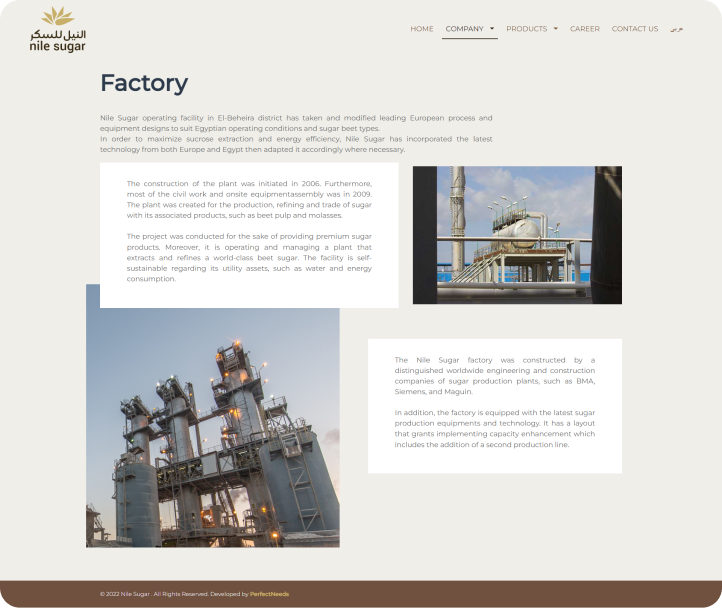 النيل للسكر
nile sugar
HOME COMPANY PRODUCTS CAREER CONTACT US عربي
Factory
Nile Sugar operating facility in El-Beheira district has taken and modified leading European process and
equipment designs to suit Egyptian operating conditions and sugar beet types.
In order to maximize sucrose extraction and energy efficiency, Nile Sugar has incorporated the latest
technology from both Europe and Egypt then adapted it accordingly where necessary.
The construction of the plant was initiated in 2006. Furthermore,
most of the civil work and onsite equipmentassembly was in 2009.
The plant was created for the production, refining and trade of sugar
with its associated products, such as beet pulp and molasses.
The project was conducted for the sake of providing premium sugar
products. Moreover, it is operating and managing a plant that
extracts and refines a world-class beet sugar. The facility is self-
sustainable regarding its utility assets, such as water and energy
consumption.
The Nile Sugar factory was constructed by a
distinguished worldwide engineering and construction
companies of sugar production plants, such as BMA,
Siemens, and Maguin.
In addition, the factory is equipped with the latest sugar
production equipments and technology. It has a layout
that grants implementing capacity enhancement which
includes the addition of a second production line.
© 2022 Nile Sugar . All Rights Reserved. Developed by PerfectNeeds